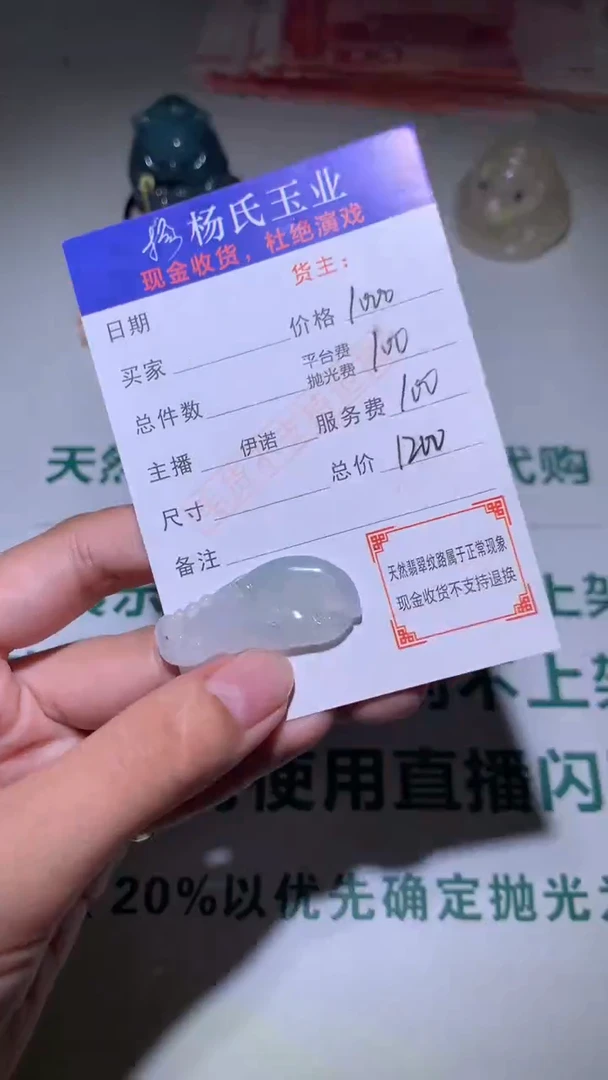 杨氏玉业
现金收货，杜绝演戏
货主：
日期
价格 1000
买家
平台费
抛光费 100
总件数
服务费 100
主播 伊诺
总价 1200
尺寸
备注
天然翡翠纹路属于正常现象
现金收货不支持退换
天然
代购
示
上架
不上架
使用直播闪
20%以优先确定抛光